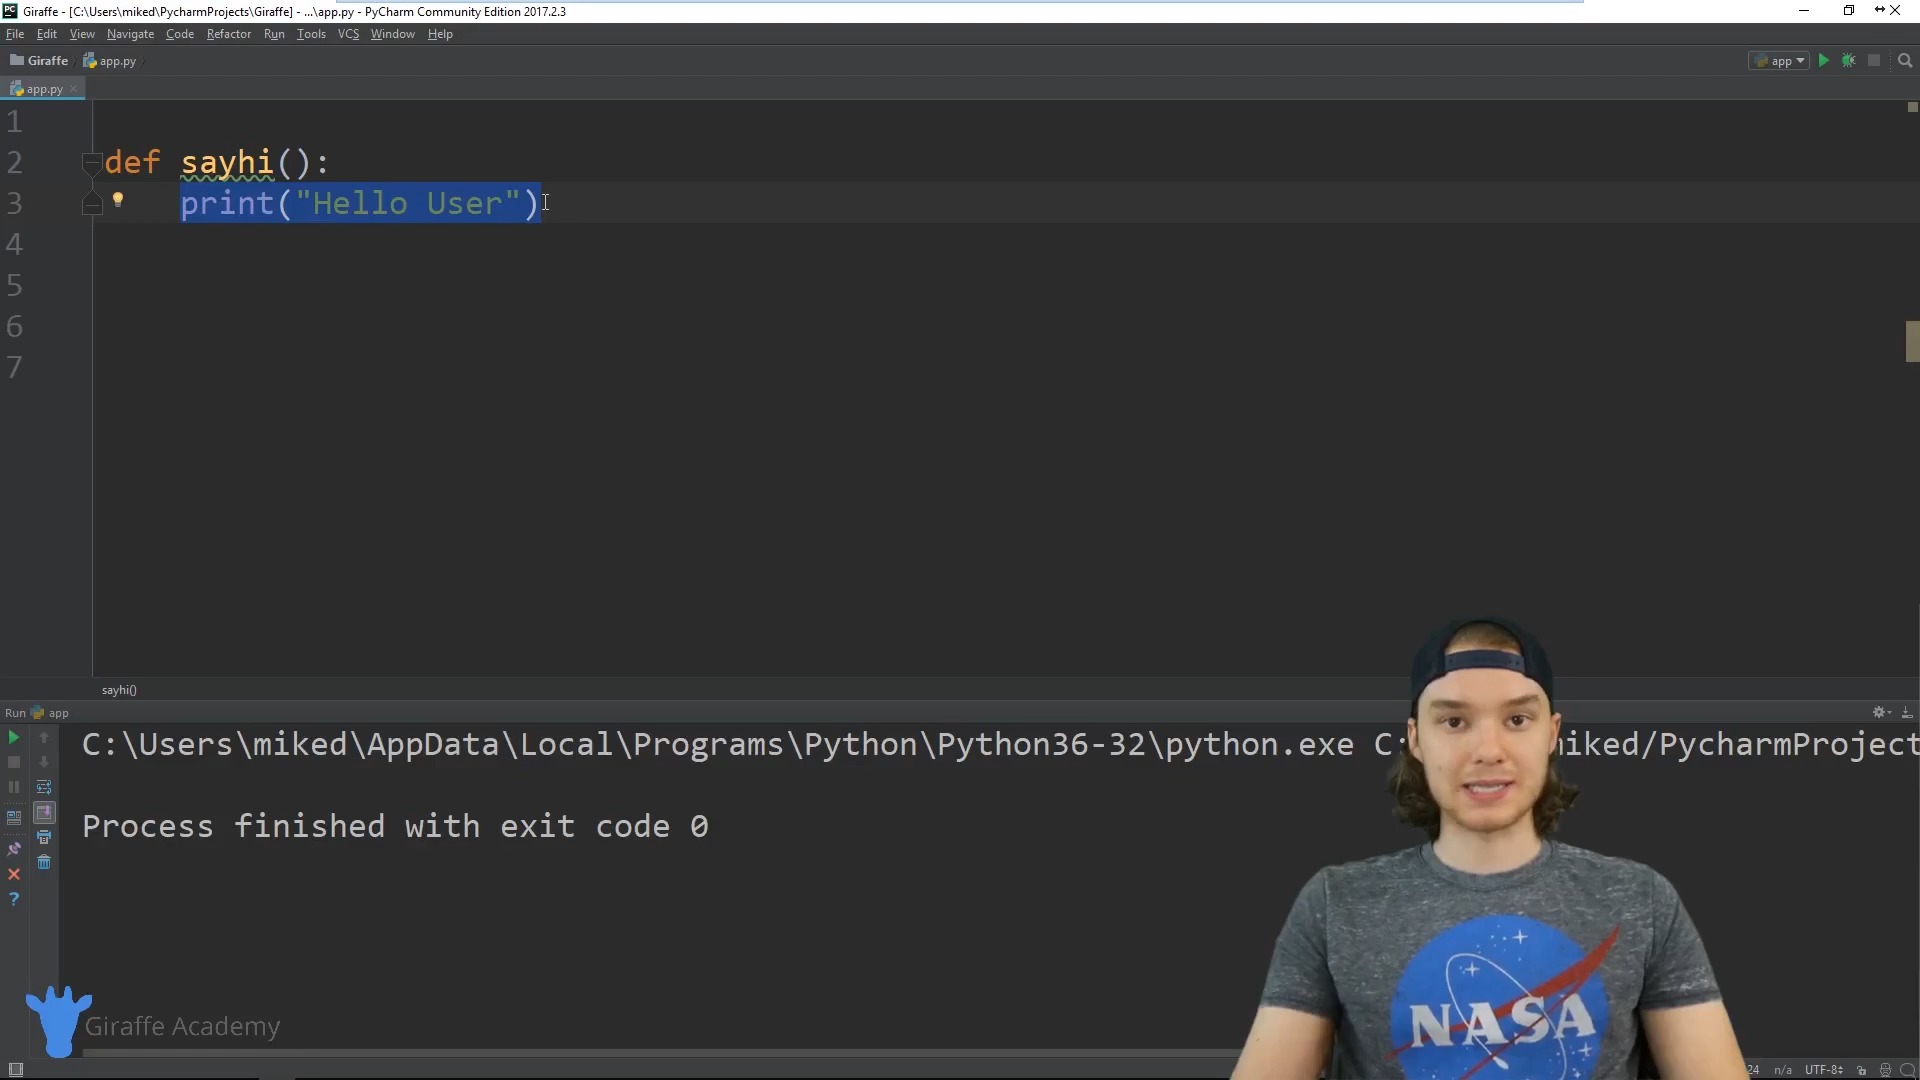 Giraffe - [C:\Users\miked\PycharmProjects\Giraffe] - ...\app.py - PyCharm Community Edition 2017.2.3
File Edit View Navigate Code Refactor Run Tools VCS Window Help
Giraffe app.py app
app.py
1
2 def sayhi():
3 print("Hello User")
4
5
6
7
sayhi()
Run app
C:\Users\miked\AppData\Local\Programs\Python\Python36-32\python.exe C: miked/PycharmProject
Process finished with exit code 0
NASA
Giraffe Academy
24 n/a UTF-8